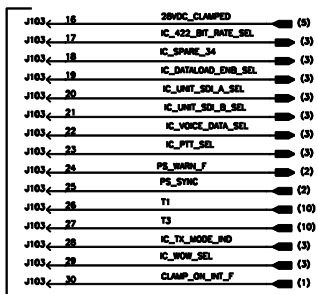 J103 16 28VDC_CLAMPED (5)
J103 17 IC_422_BIT_RATE_SEL (3)
J103 18 IC_SPARE_34 (3)
J103 19 IC_DATALOAD_ENB_SEL (3)
J103 20 IC_UNIT_SDI_A_SEL (3)
J103 21 IC_UNIT_SDI_B_SEL (3)
J103 22 IC_VOICE_DATA_SEL (3)
J103 23 IC_PTT_SEL (3)
J103 24 PS_WARN_F (2)
J103 25 PS_SYNC (2)
J103 26 T1 (10)
J103 27 T3 (10)
J103 28 IC_TX_MODE_IND (3)
J103 29 IC_WOW_SEL (3)
J103 30 CLAMP_ON_INT_F (1)